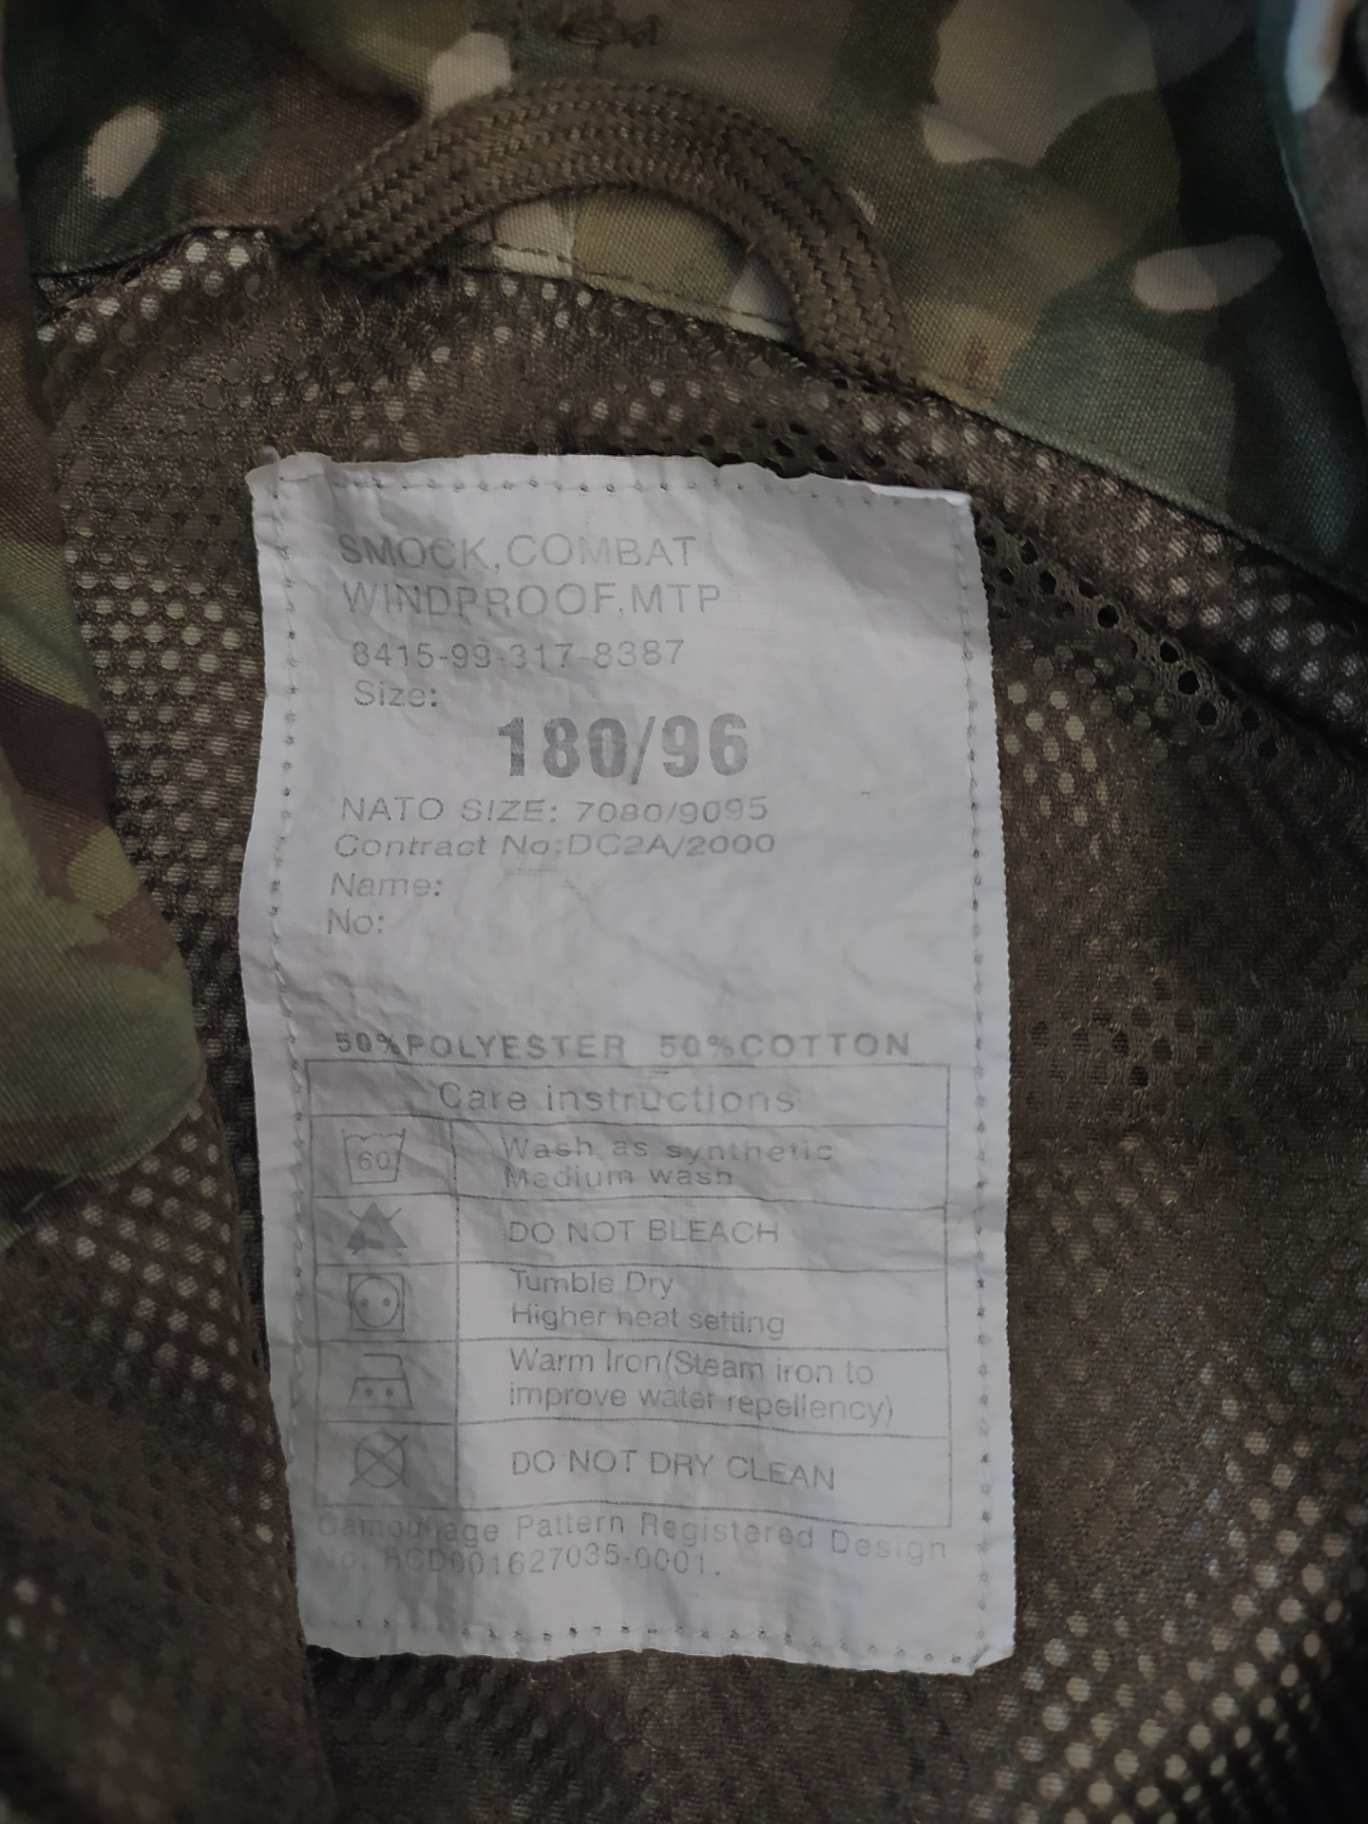 SMOCK,COMBAT
WINDPROOF,MTP
8415-99-317-8387
Size:
180/96
NATO SIZE: 7080/9095
Contract No:DC2A/2000
Name:
No:
50%POLYESTER 50%COTTON
Care instructions
60
Wash as synthetic
Medium wash
DO NOT BLEACH
Tumble Dry
Higher heat setting
Warm Iron(Steam iron to
improve water repellency)
DO NOT DRY CLEAN
Camouflage Pattern Registered Design
No. RCD001627035-0001.